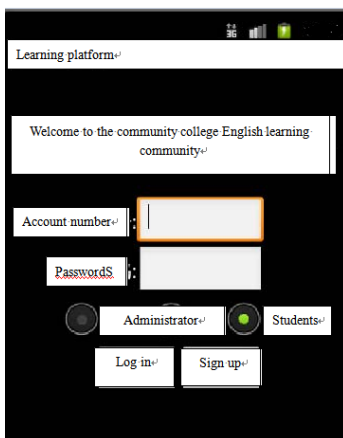 3G
Learning platform
Welcome to the community college English learning
community
Account number :
PasswordS :
Administrator Students
Log in Sign up